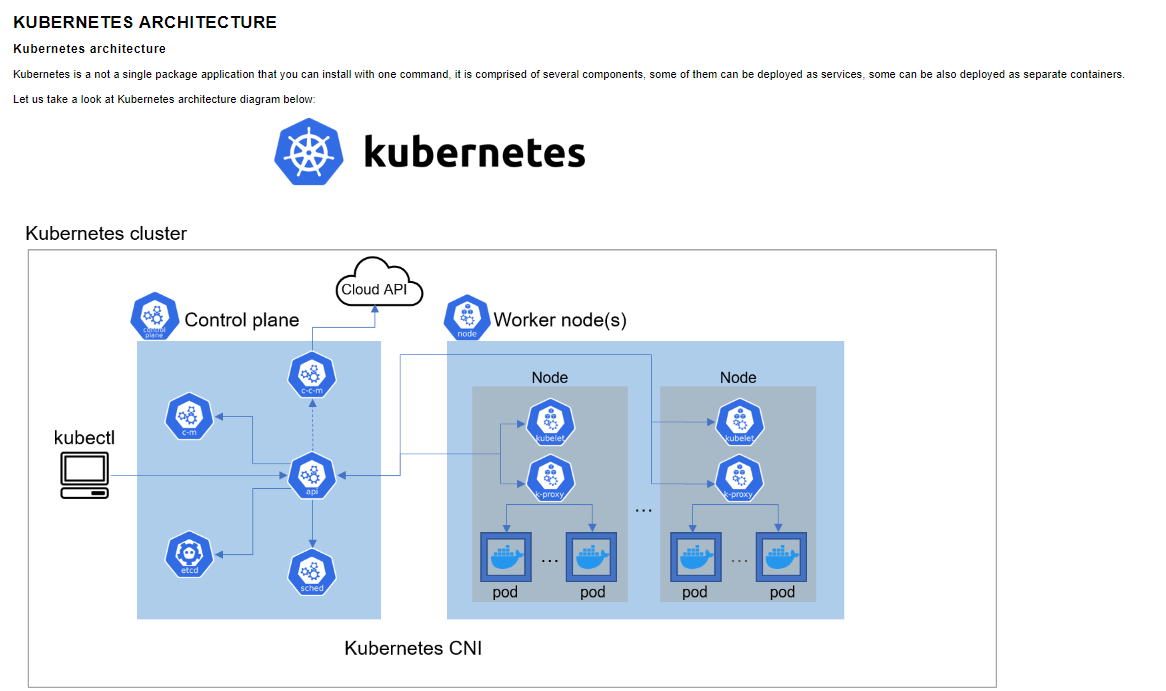 KUBERNETES ARCHITECTURE
Kubernetes architecture
Kubernetes is a not a single package application that you can install with one command, it is comprised of several components, some of them can be deployed as services, some can be also deployed as separate containers.
Let us take a look at Kubernetes architecture diagram below:
kubernetes
Kubernetes cluster
Cloud API
control plane
Control plane
node
Worker node(s)
c-c-m
Node
Node
c-m
kubelet
kubelet
kubectl
api
k-proxy
k-proxy
...
etcd
sched
...
...
pod
pod
pod
pod
Kubernetes CNI